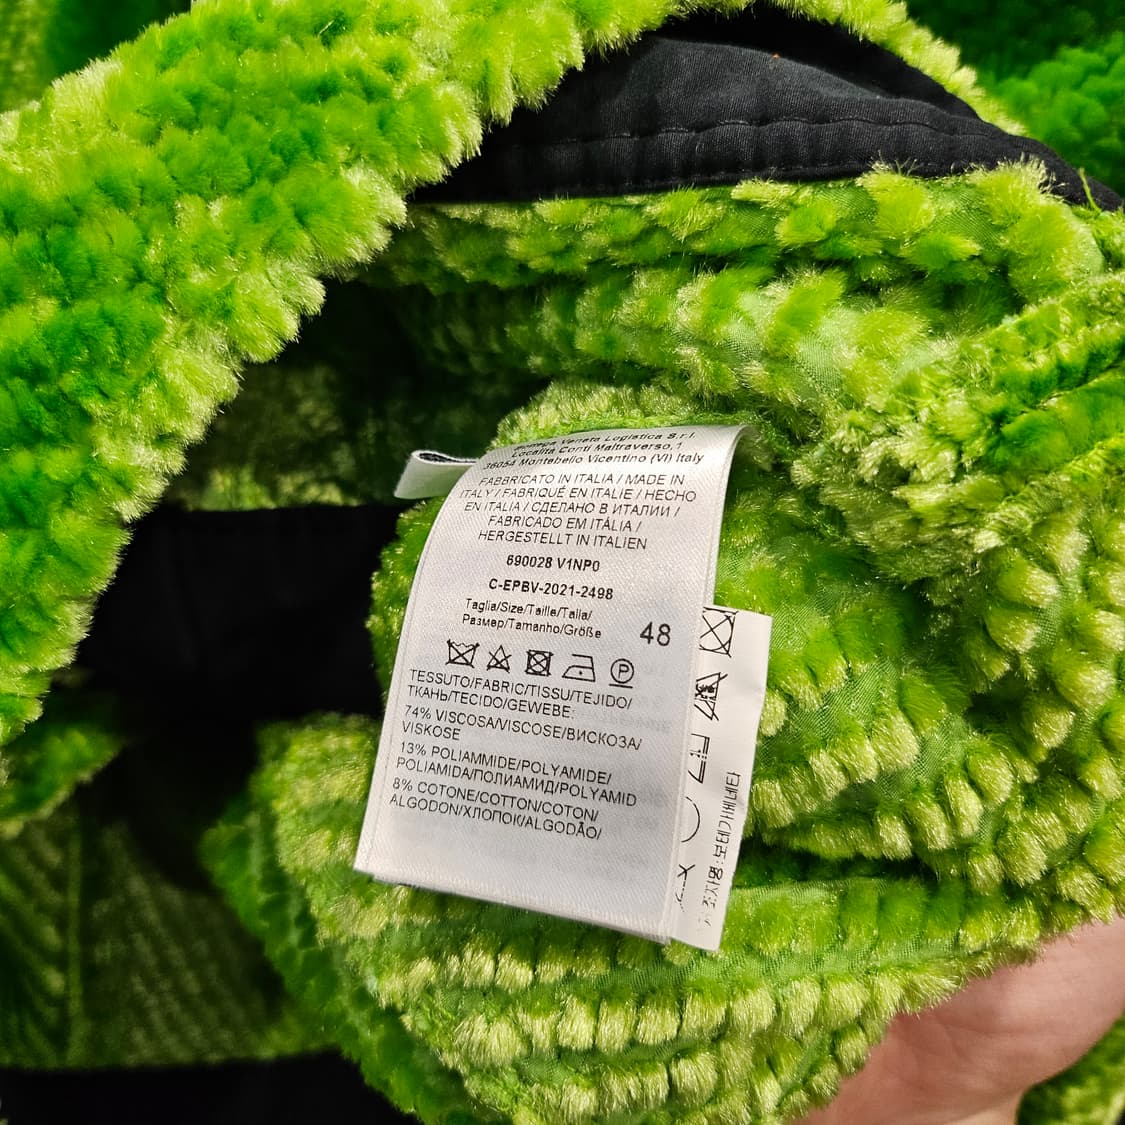 Bottega Veneta Logistica S.r.l.
Località Conti Maltraverso,1
36054 Montebello Vicentino (VI) Italy
FABBRICATO IN ITALIA / MADE IN
ITALY / FABRIQUÉ EN ITALIE / HECHO
EN ITALIA / СДЕЛАНО В ИТАЛИИ /
FABRICADO EM ITÁLIA /
HERGESTELLT IN ITALIEN
690028 V1NP0
C-EPBV-2021-2498
Taglia/Size/Taille/Talla/
Размер/Tamanho/Größe
48
P
TESSUTO/FABRIC/TISSU/TEJIDO/
ТКАНЬ/TECIDO/GEWEBE:
74% VISCOSA/VISCOSE/ВИСКОЗА/
VISKOSE
13% POLIAMMIDE/POLYAMIDE/
POLIAMIDA/ПОЛИАМИД/POLYAMID
8% COTONE/COTTON/COTON/
ALGODON/ХЛОПОК/ALGODÃO/